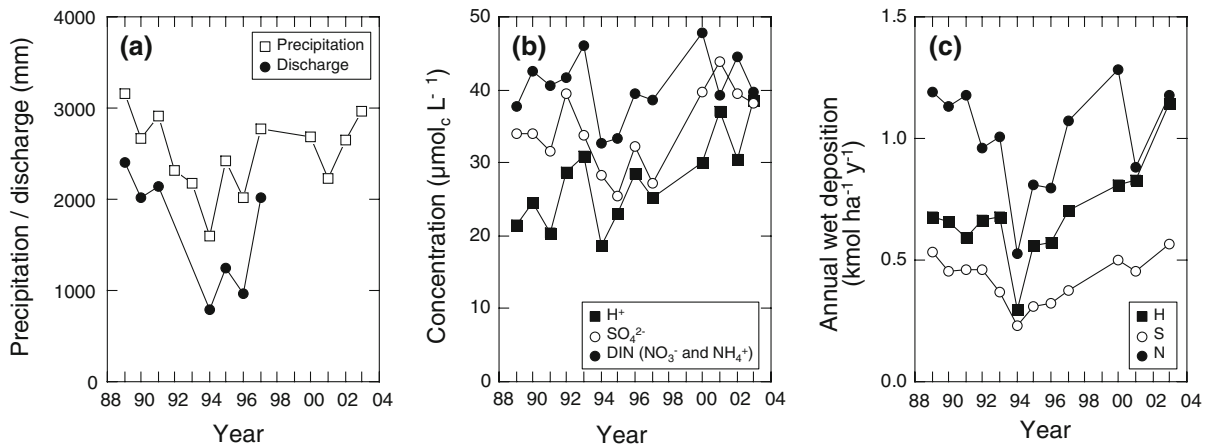 (a)
Precipitation
Discharge
Precipitation / discharge (mm)
4000
3000
2000
1000
0
88 90 92 94 96 98 00 02 04
Year
(b)
Concentration (μmolc L-1)
50
40
30
20
10
0
H+
SO42-
DIN (NO3- and NH4+)
88 90 92 94 96 98 00 02 04
Year
(c)
Annual wet deposition
(kmol ha-1 y-1)
1.5
1.0
0.5
0.0
H
S
N
88 90 92 94 96 98 00 02 04
Year